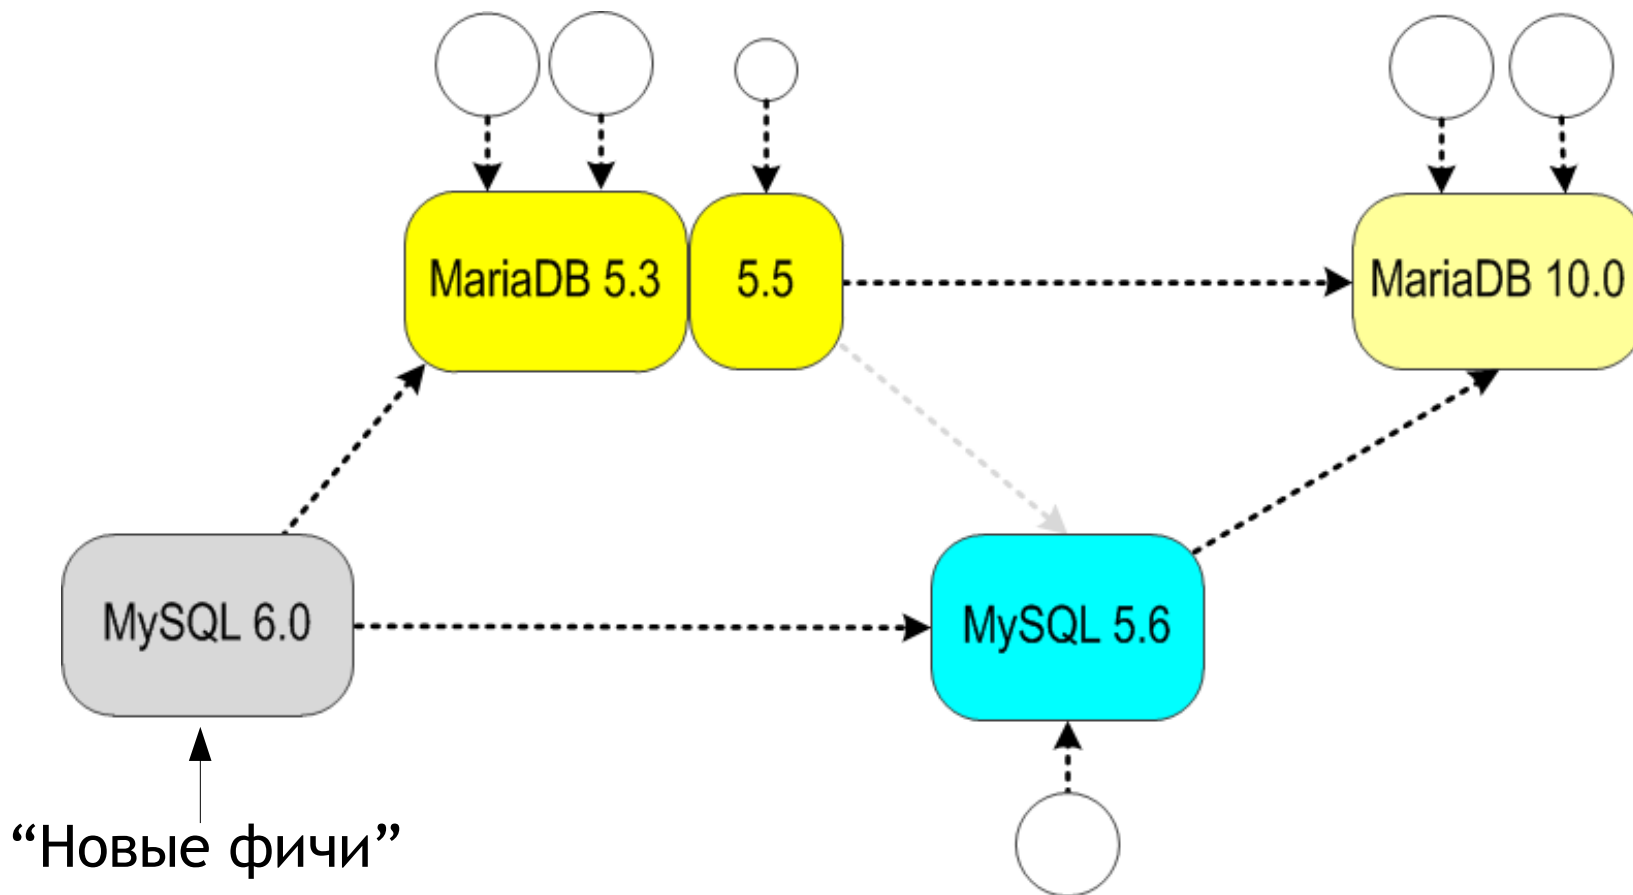 MariaDB 5.3
5.5
MariaDB 10.0
MySQL 6.0
MySQL 5.6
“Новые фичи”